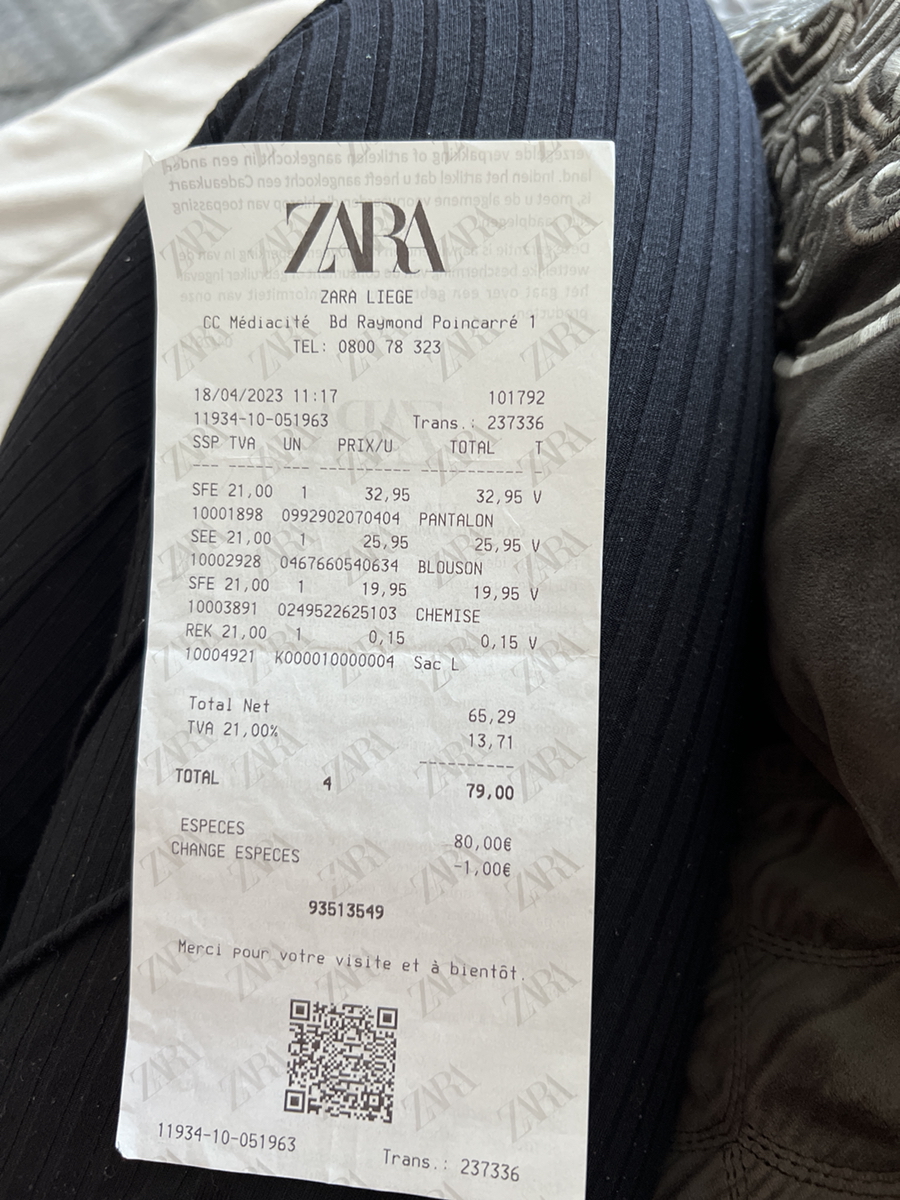 ZARA
ZARA LIEGE
CC Médiacité Bd Raymond Poincarré 1
TEL: 0800 78 323
18/04/2023 11:17 101792
11934-10-051963 Trans.: 237336
SSP TVA UN PRIX/U TOTAL T
SFE 21,00 1 32,95 32,95 V
10001898 0992902070404 PANTALON
SEE 21,00 1 25,95 25,95 V
10002928 0467660540634 BLOUSON
SFE 21,00 1 19,95 19,95 V
10003891 0249522625103 CHEMISE
REK 21,00 1 0,15 0,15 V
10004921 K000010000004 Sac L
Total Net 65,29
TVA 21,00% 13,71
TOTAL 4 79,00
ESPECES 80,00€
CHANGE ESPECES -1,00€
93513549
Merci pour votre visite et à bientôt.
11934-10-051963 Trans.: 237336